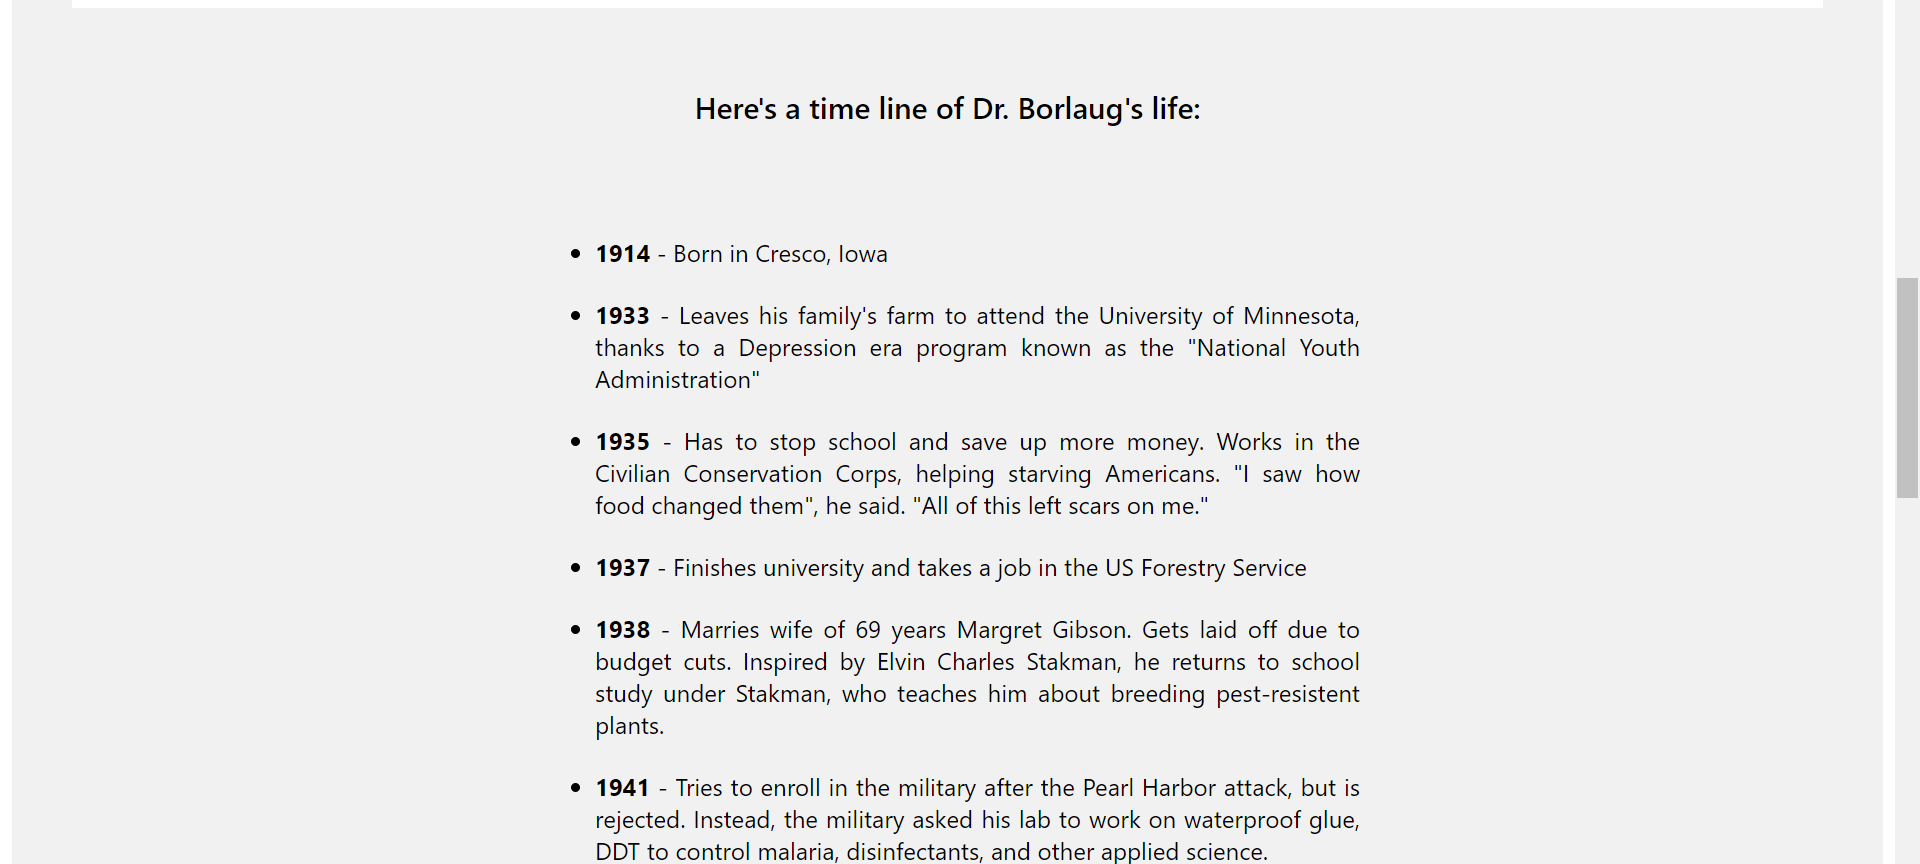 Here's a time line of Dr. Borlaug's life:
1914 - Born in Cresco, Iowa
1933 - Leaves his family's farm to attend the University of Minnesota,
thanks to a Depression era program known as the "National Youth
Administration"
1935 - Has to stop school and save up more money. Works in the
Civilian Conservation Corps, helping starving Americans. "I saw how
food changed them", he said. "All of this left scars on me."
1937 - Finishes university and takes a job in the US Forestry Service
1938 - Marries wife of 69 years Margret Gibson. Gets laid off due to
budget cuts. Inspired by Elvin Charles Stakman, he returns to school
study under Stakman, who teaches him about breeding pest-resistent
plants.
1941 - Tries to enroll in the military after the Pearl Harbor attack, but is
rejected. Instead, the military asked his lab to work on waterproof glue,
DDT to control malaria, disinfectants, and other applied science.